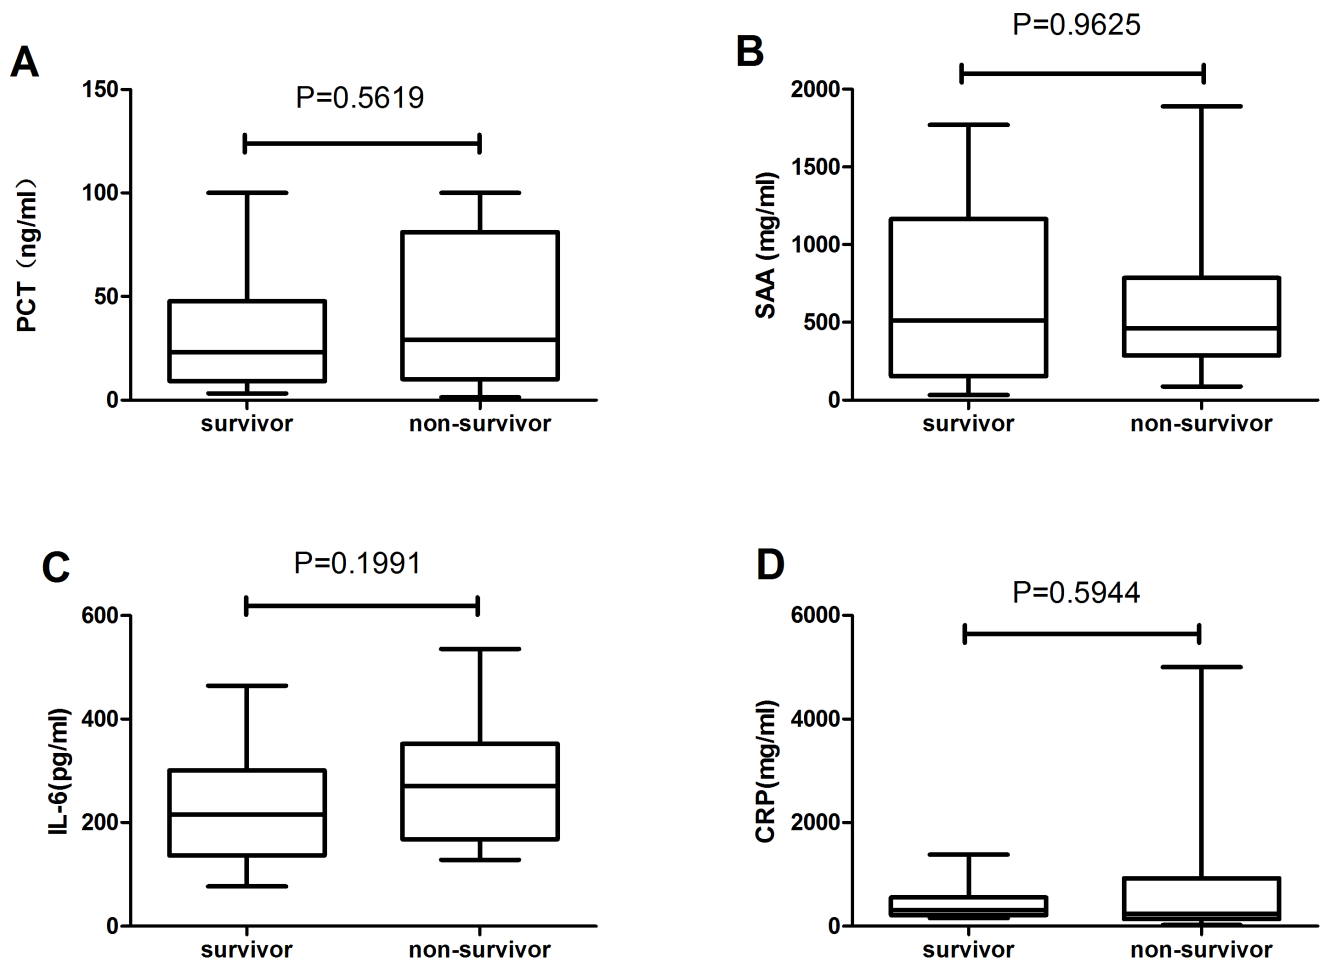 A
P=0.5619
150
100
50
0
PCT（ng/ml）
survivor non-survivor
B
P=0.9625
2000
1500
1000
500
0
SAA (mg/ml)
survivor non-survivor
C
P=0.1991
600
400
200
0
IL-6(pg/ml)
survivor non-survivor
D
P=0.5944
6000
4000
2000
0
CRP(mg/ml)
survivor non-survivor